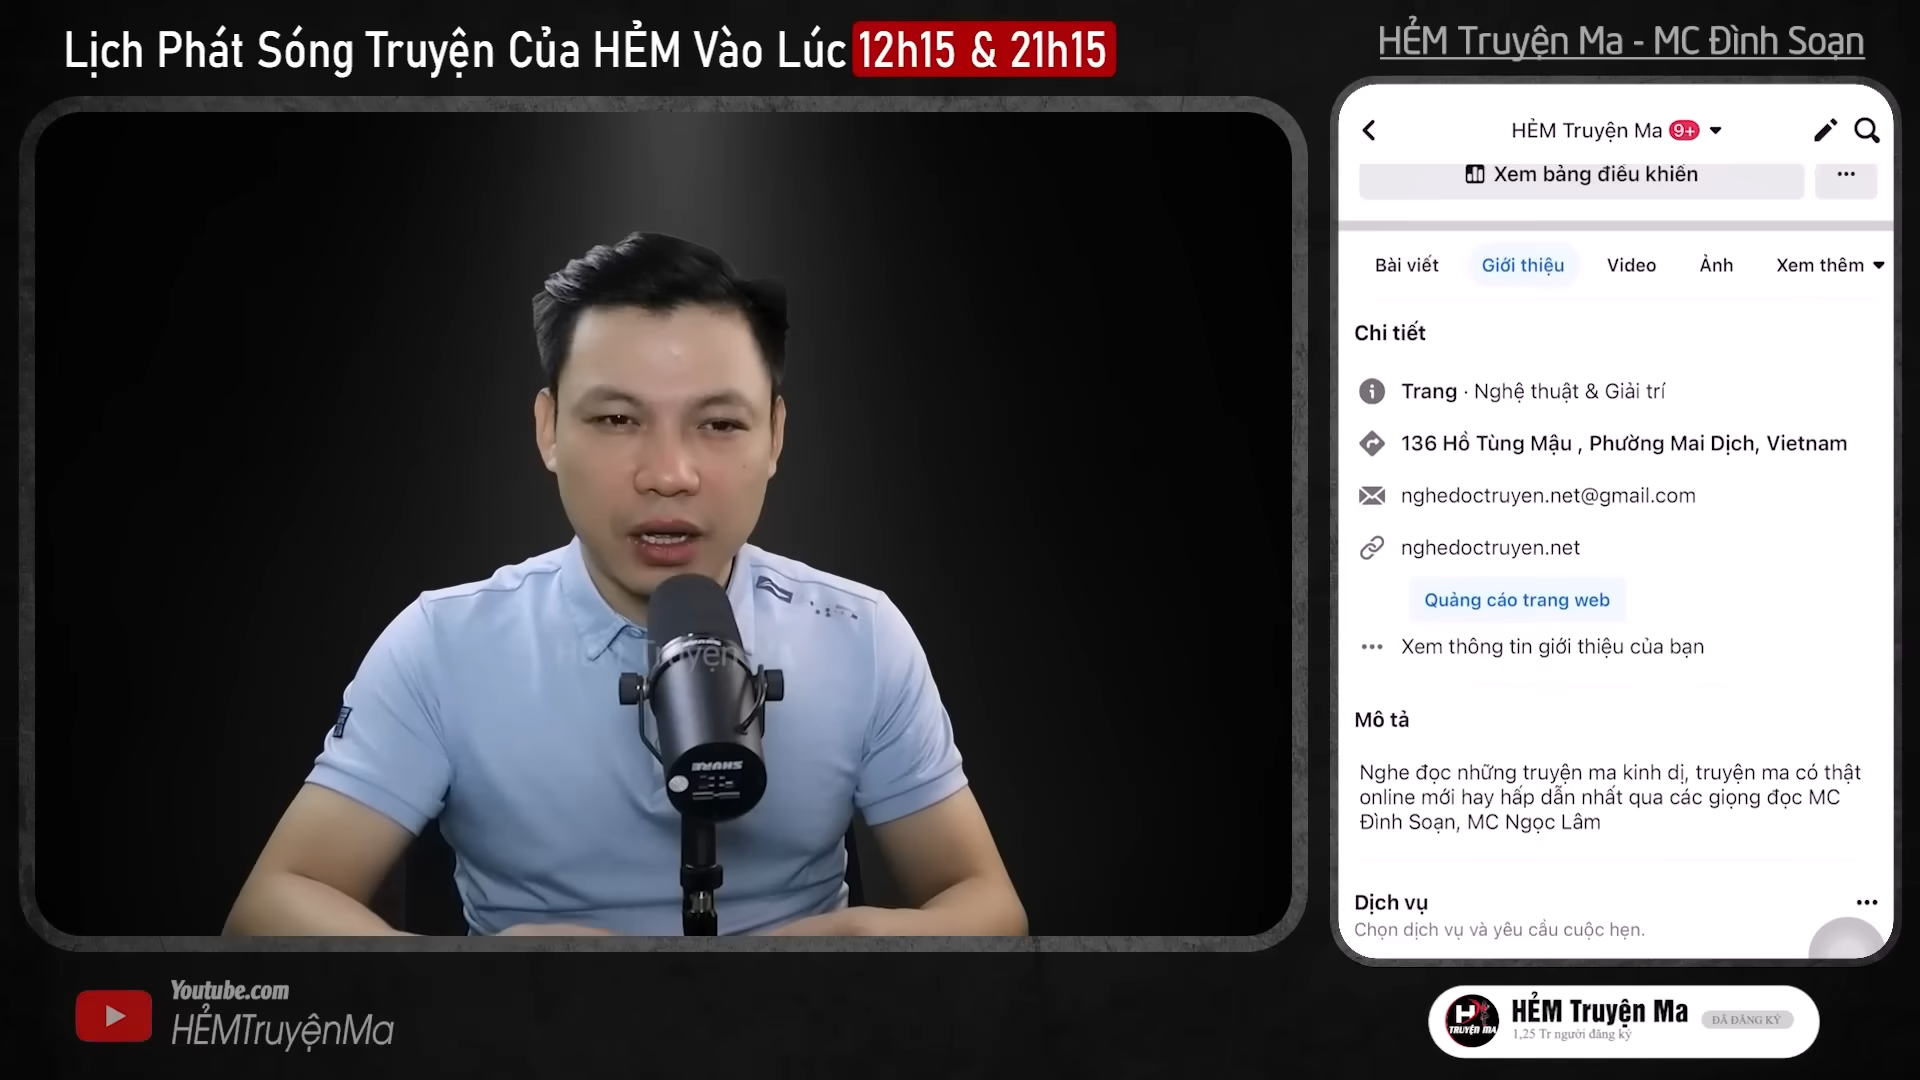 Lịch Phát Sóng Truyện Của HẺM Vào Lúc 12h15 & 21h15
HẺM Truyện Ma - MC Đình Soạn
HẺM Truyện Ma 9+
Xem bảng điều khiển
Bài viết Giới thiệu Video Ảnh Xem thêm
Chi tiết
Trang · Nghệ thuật & Giải trí
136 Hồ Tùng Mậu , Phường Mai Dịch, Vietnam
nghedoctruyen.net@gmail.com
nghedoctruyen.net
Quảng cáo trang web
Xem thông tin giới thiệu của bạn
Mô tả
Nghe đọc những truyện ma kinh dị, truyện ma có thật
online mới hay hấp dẫn nhất qua các giọng đọc MC
Đình Soạn, MC Ngọc Lâm
Dịch vụ
Chọn dịch vụ và yêu cầu cuộc hẹn.
HẺM Truyện Ma
SHURE
Youtube.com
HẺMTruyệnMa
H
TRUYỆN MA
HẺM Truyện Ma
1,25 Tr người đăng ký
ĐÃ ĐĂNG KÝ